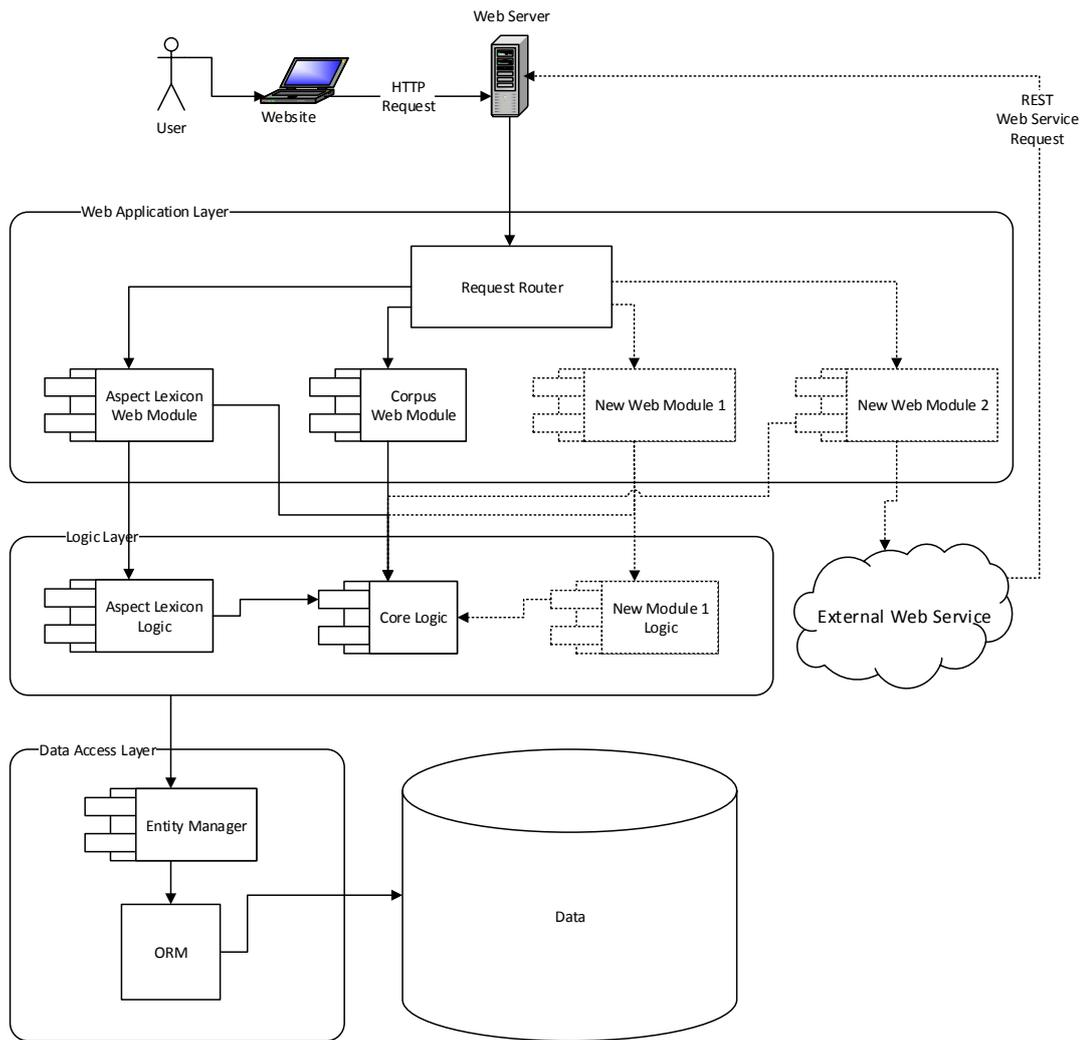 Web Server
HTTP
Request
User
Website
REST
Web Service
Request
Web Application Layer
Request Router
Aspect Lexicon
Web Module
Corpus
Web Module
New Web Module 1
New Web Module 2
Logic Layer
Aspect Lexicon
Logic
Core Logic
New Module 1
Logic
External Web Service
Data Access Layer
Entity Manager
ORM
Data